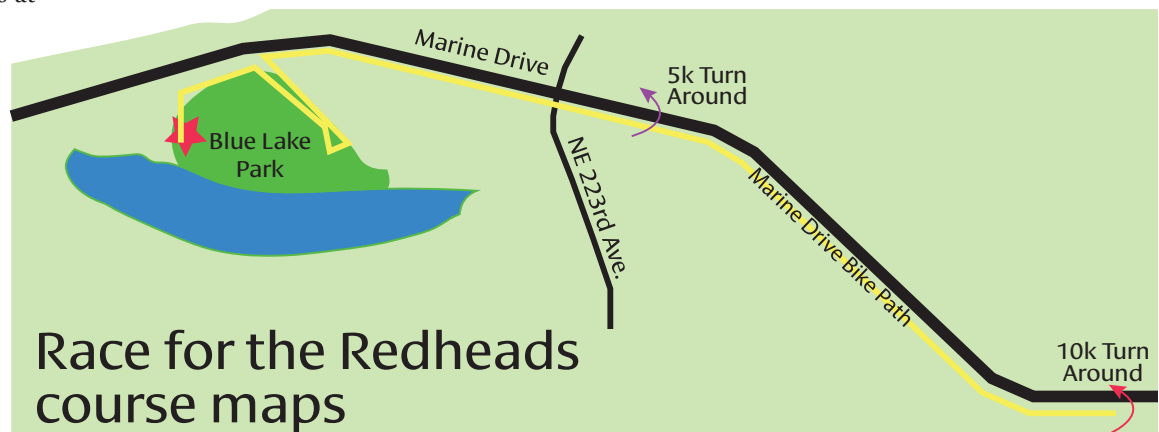 Marine Drive
5k Turn
Around
Blue Lake
Park
NE 223rd Ave.
Marine Drive Bike Path
10k Turn
Around
Race for the Redheads
course maps